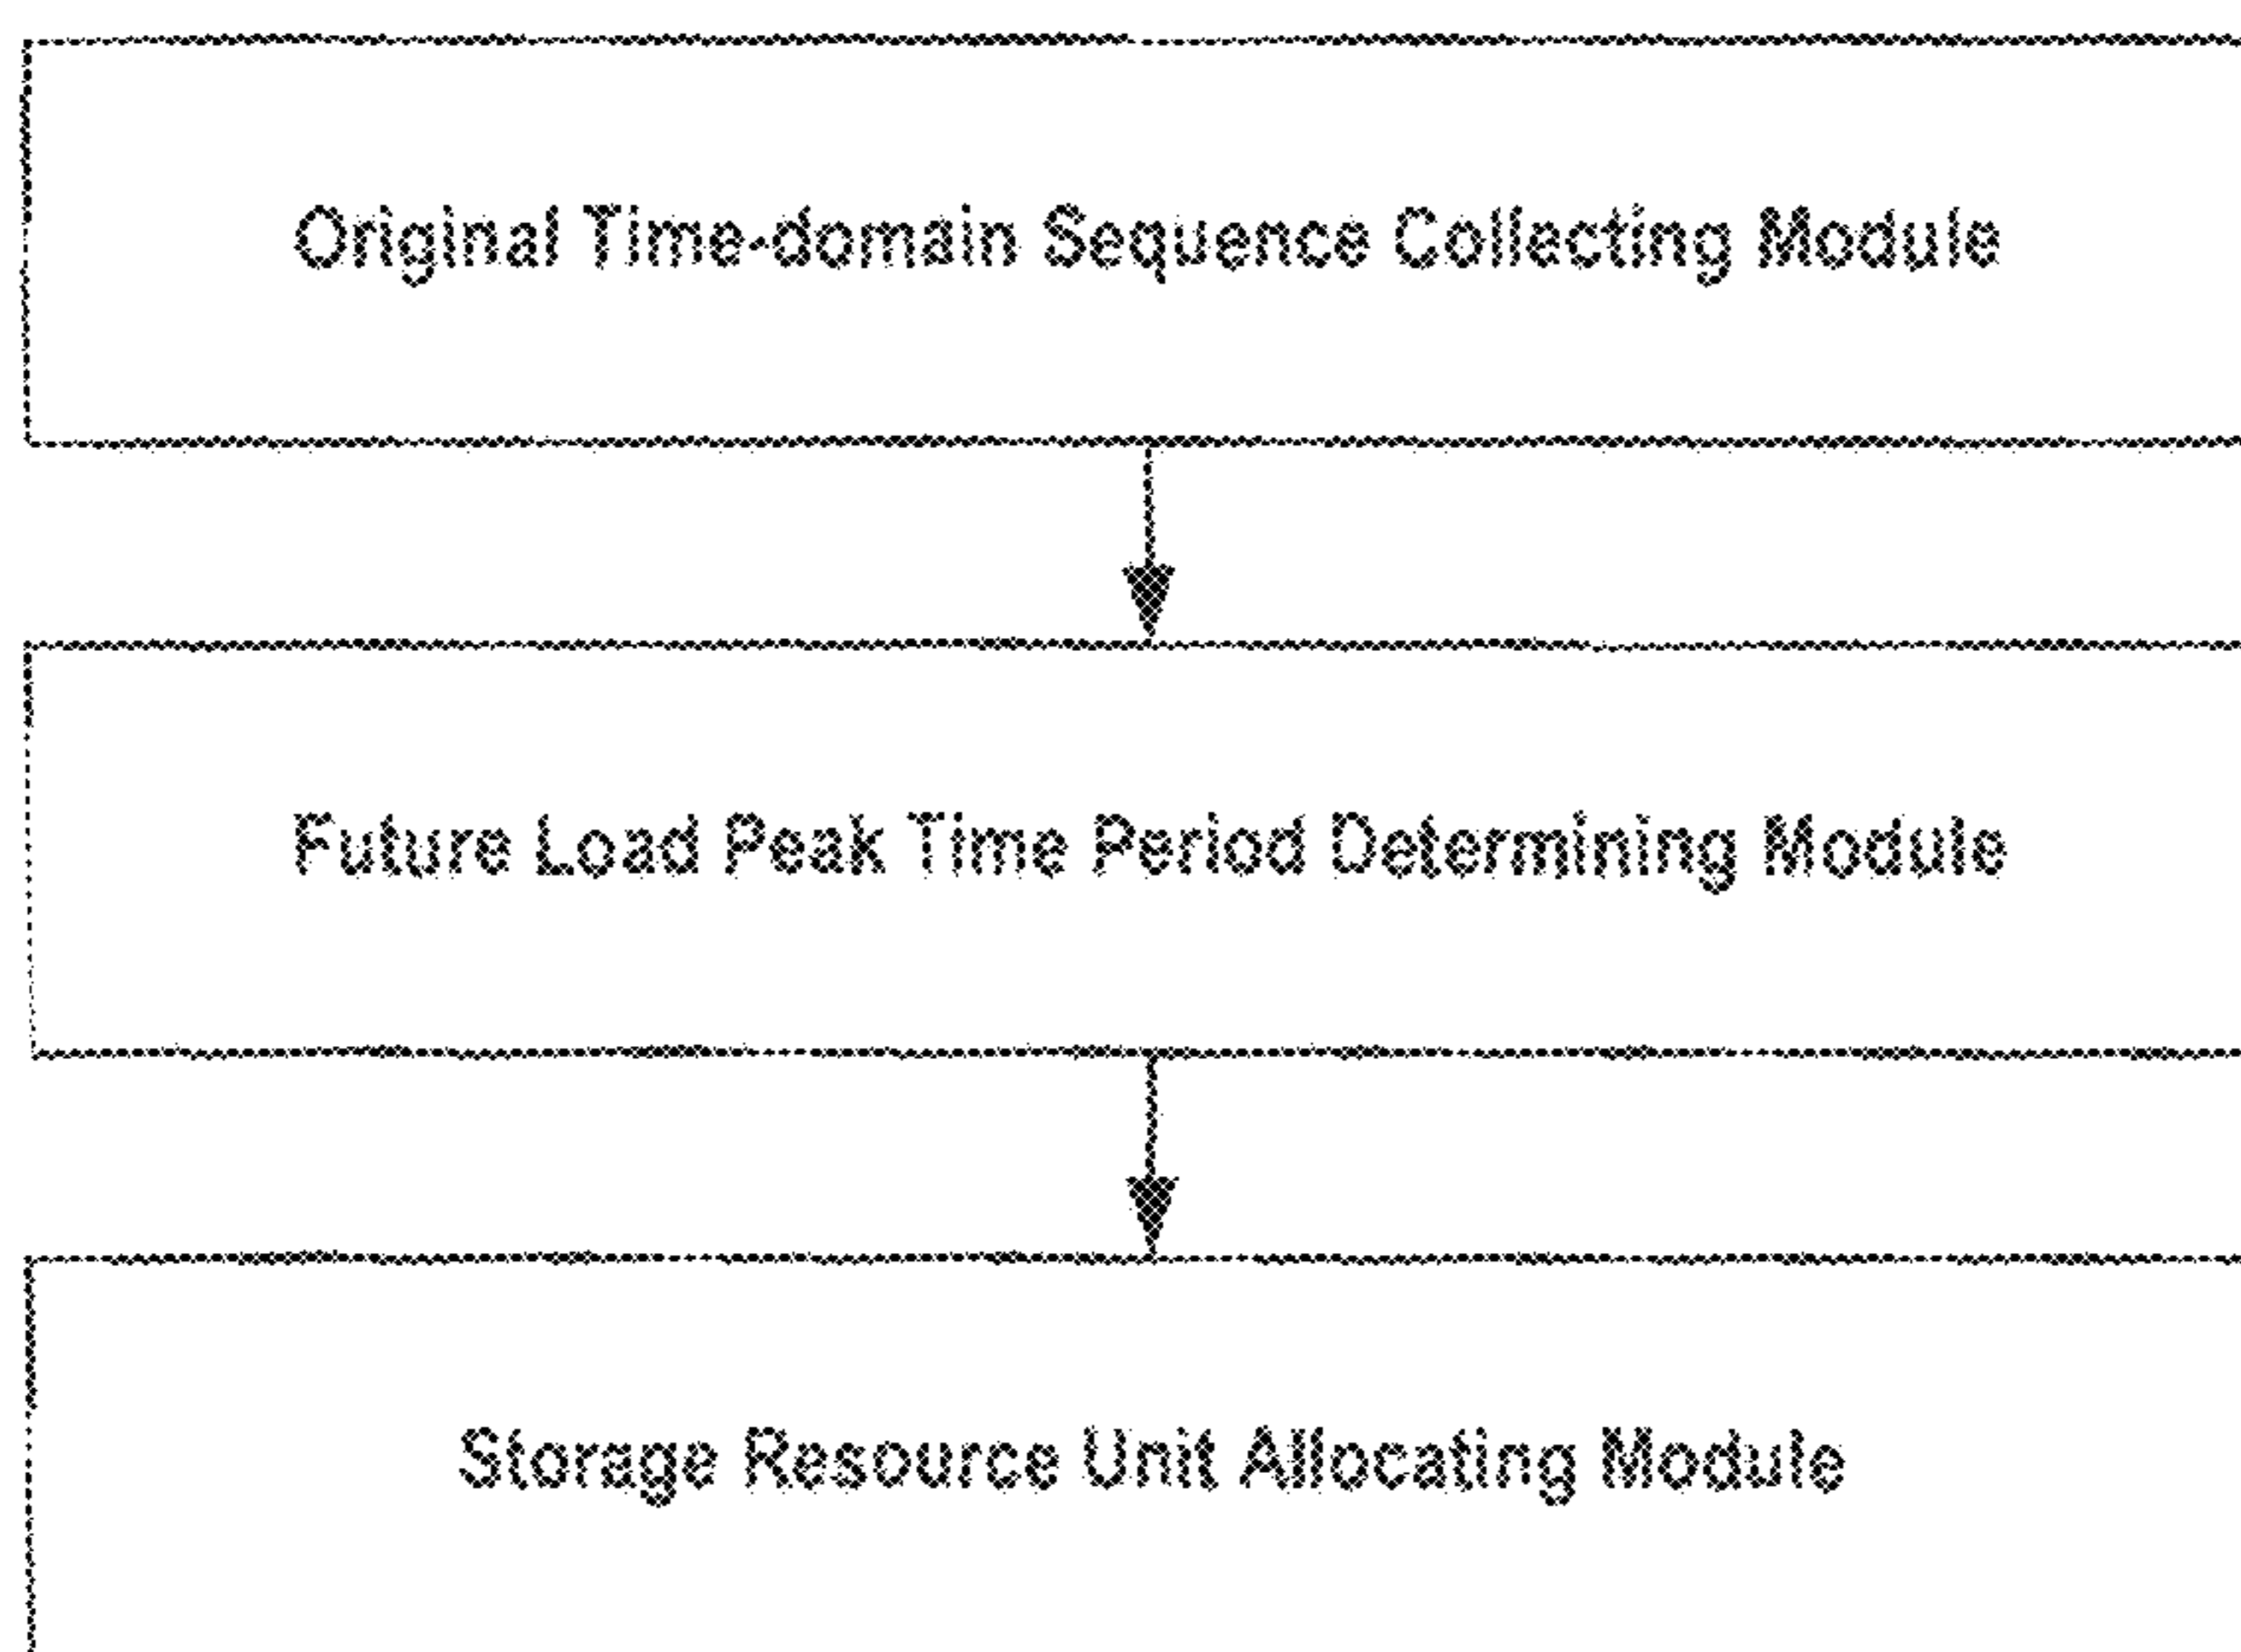 Original Time-domain Sequence Collecting Module
Future Load Peak Time Period Determining Module
Storage Resource Unit Allocating Module